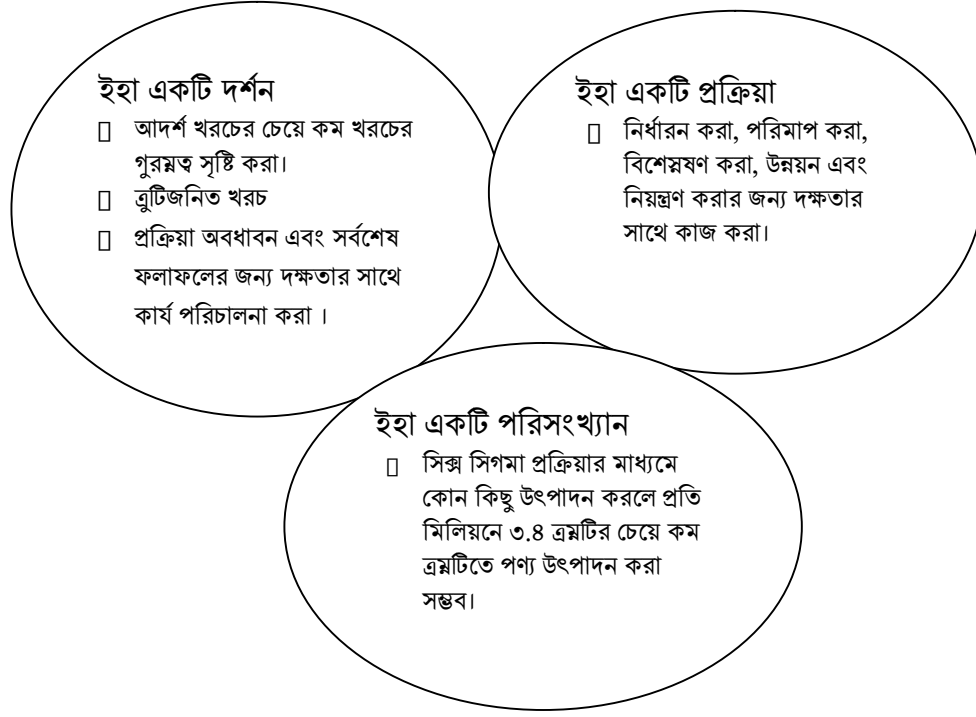 ইহা একটি দর্শন
আদর্শ খরচের চেয়ে কম খরচের
গুরম্নত্ব সৃষ্টি করা।
ত্রুটিজনিত খরচ
প্রক্রিয়া অবধাবন এবং সর্বশেষ
ফলাফলের জন্য দক্ষতার সাথে
কার্য পরিচালনা করা ।
ইহা একটি প্রক্রিয়া
নির্ধারন করা, পরিমাপ করা,
বিশেস্নষণ করা, উন্নয়ন এবং
নিয়ন্ত্রণ করার জন্য দক্ষতার
সাথে কাজ করা।
ইহা একটি পরিসংখ্যান
সিক্স সিগমা প্রক্রিয়ার মাধ্যমে
কোন কিছু উৎপাদন করলে প্রতি
মিলিয়নে ৩.৪ ত্রম্নটির চেয়ে কম
ত্রম্নটিতে পণ্য উৎপাদন করা
সম্ভব।